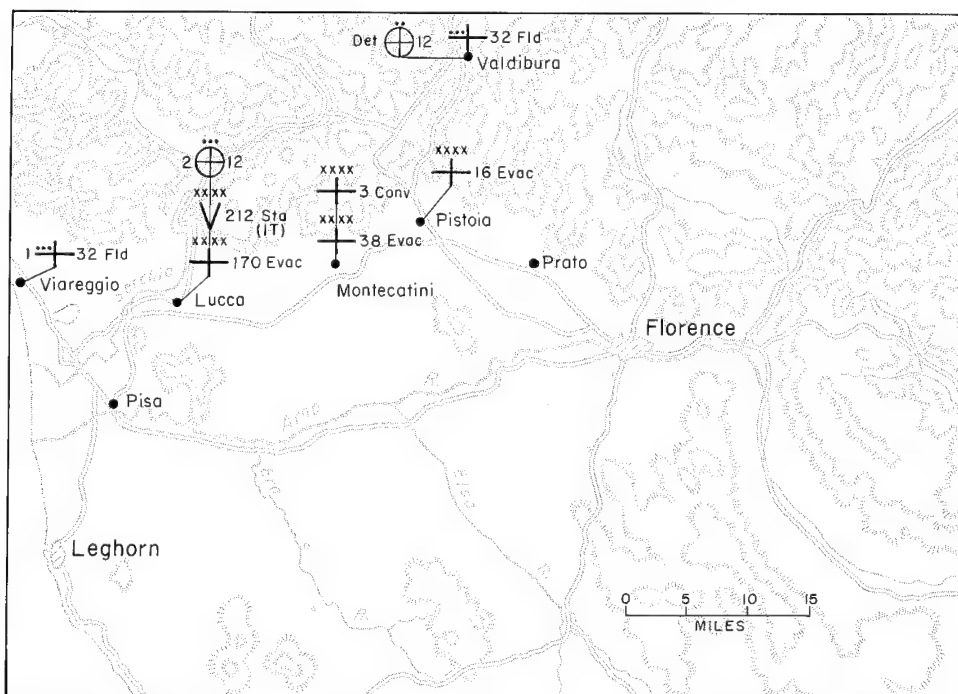 Det 12 32 Fld
Valdibura
xxxx
2 12 xxxx 16 Evac
xxxx 3 Conv
212 Sta
(IT) xxxx Pistoia
xxxx 38 Evac
1 32 Fld 170 Evac Prato
Viareggio Montecatini
Lucca
Florence
Arno R
Pisa
Era R
Elsa R
Leghorn
0 5 10 15
MILES